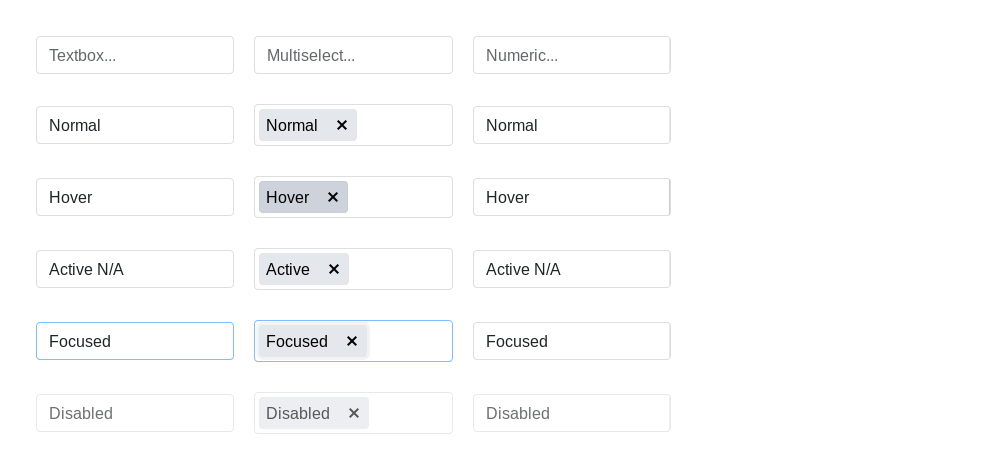 Textbox... Multiselect... Numeric...
Normal Normal ✕ Normal
Hover Hover ✕ Hover
Active N/A Active ✕ Active N/A
Focused Focused ✕ Focused
Disabled Disabled ✕ Disabled